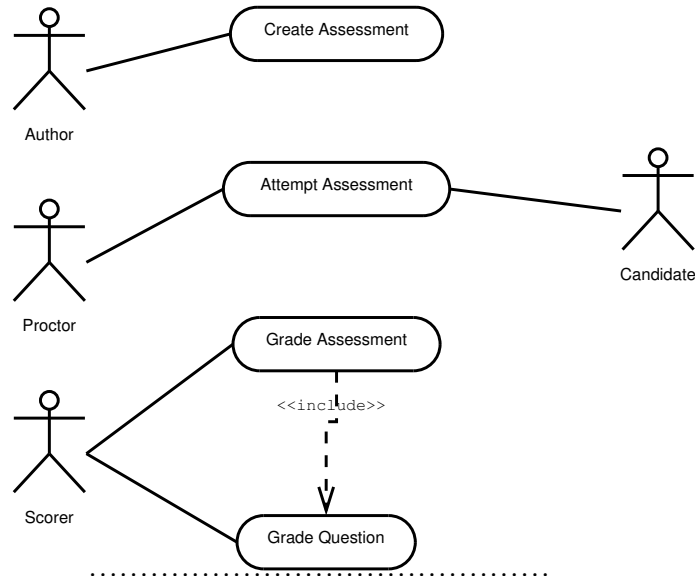 Create Assessment
Author
Attempt Assessment
Candidate
Proctor
Grade Assessment
<<include>>
Scorer
Grade Question